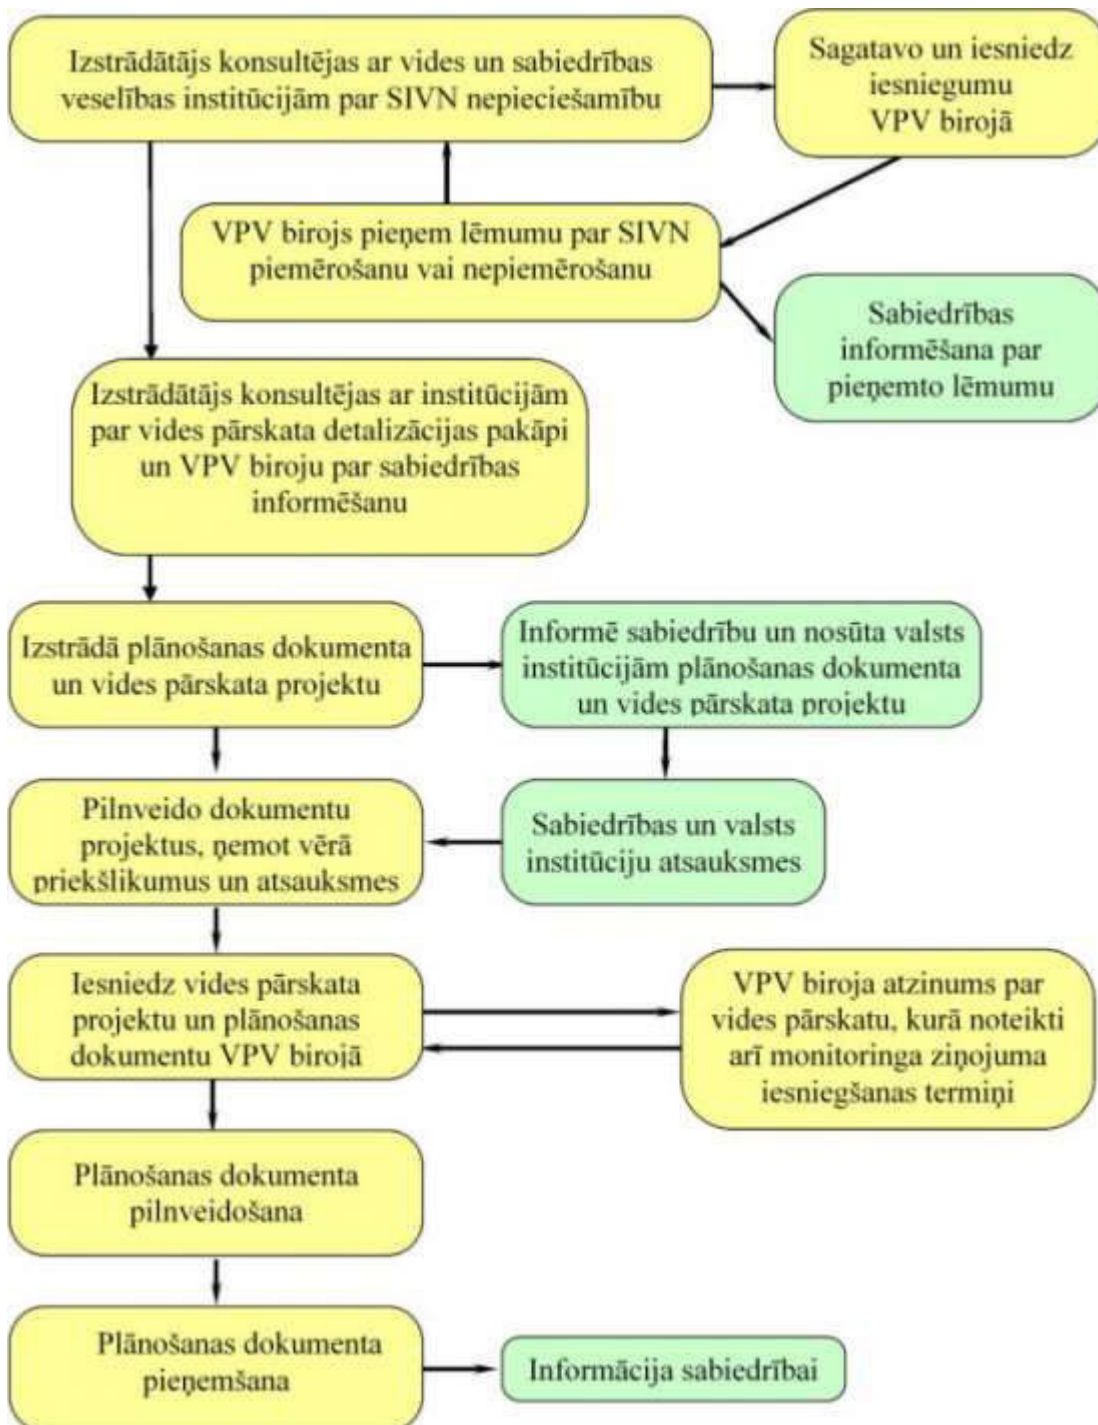 Izstrādātājs konsultējas ar vides un sabiedrības
veselības institūcijām par SIVN nepieciešamību
Sagatavo un iesniedz
iesniegumu
VPV birojā
VPV birojs pieņem lēmumu par SIVN
piemērošanu vai nepiemērošanu
Sabiedrības
informēšana par
pieņemto lēmumu
Izstrādātājs konsultējas ar institūcijām
par vides pārskata detalizācijas pakāpi
un VPV biroju par sabiedrības
informēšanu
Izstrādā plānošanas dokumenta
un vides pārskata projektu
Informē sabiedrību un nosūta valsts
institūcijām plānošanas dokumenta
un vides pārskata projektu
Pilnveido dokumentu
projektus, ņemot vērā
priekšlikumus un atsauksmes
Sabiedrības un valsts
institūciju atsauksmes
Iesniedz vides pārskata
projektu un plānošanas
dokumentu VPV birojā
VPV biroja atzinums par
vides pārskatu, kurā noteikti
arī monitoringa ziņojuma
iesniegšanas termiņi
Plānošanas dokumenta
pilnveidošana
Plānošanas dokumenta
pieņemšana
Informācija sabiedrībai